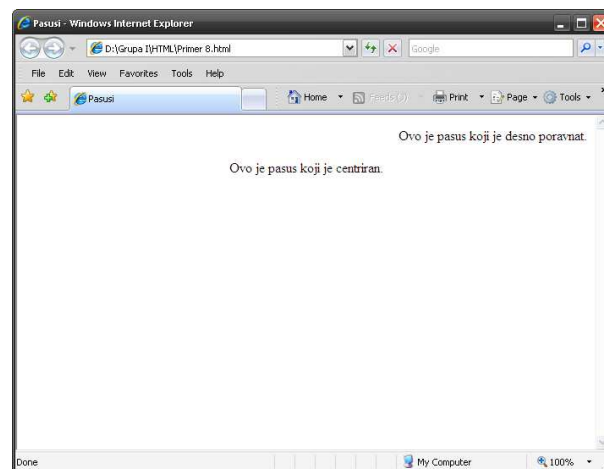 Pasusi - Windows Internet Explorer
D:\Grupa I\HTML\Primer 8.html
Google
File Edit View Favorites Tools Help
Pasusi
Home Feeds (J) Print Page Tools
Ovo je pasus koji je desno poravnat.
Ovo je pasus koji je centriran.
Done
My Computer
100%